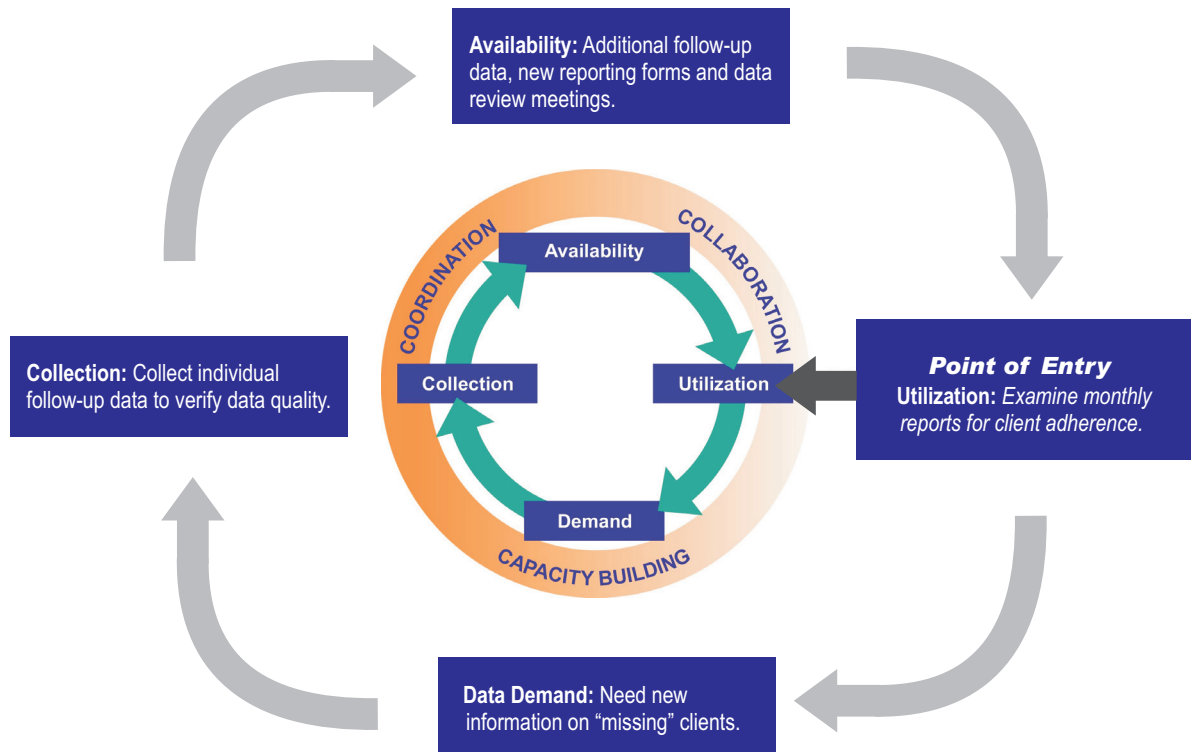 Availability: Additional follow-up
data, new reporting forms and data
review meetings.
COORDINATION
COLLABORATION
Availability
Collection: Collect individual
follow-up data to verify data quality.
Collection
Utilization
Point of Entry
Utilization: Examine monthly
reports for client adherence.
Demand
CAPACITY BUILDING
Data Demand: Need new
information on “missing” clients.